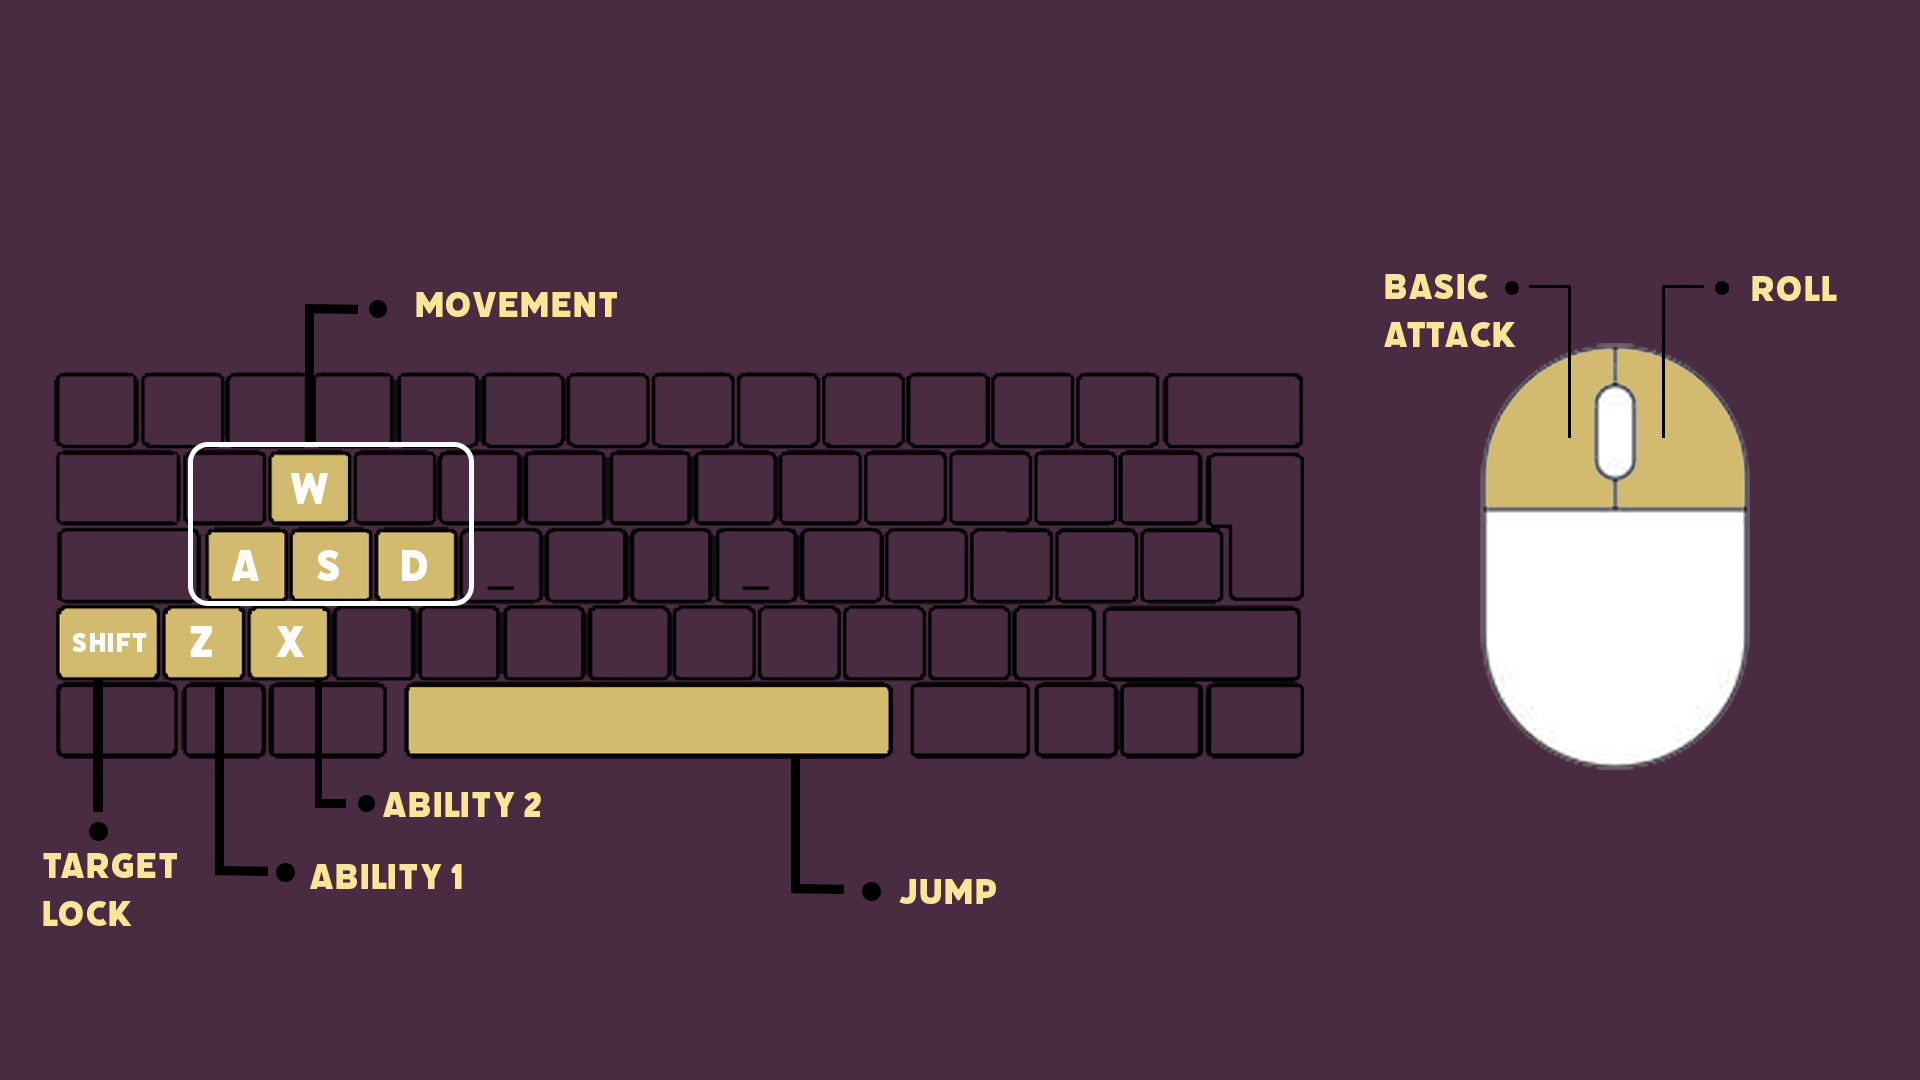 BASIC
ATTACK
ROLL
MOVEMENT
W
A S D
SHIFT Z X
ABILITY 2
TARGET
LOCK
ABILITY 1
JUMP